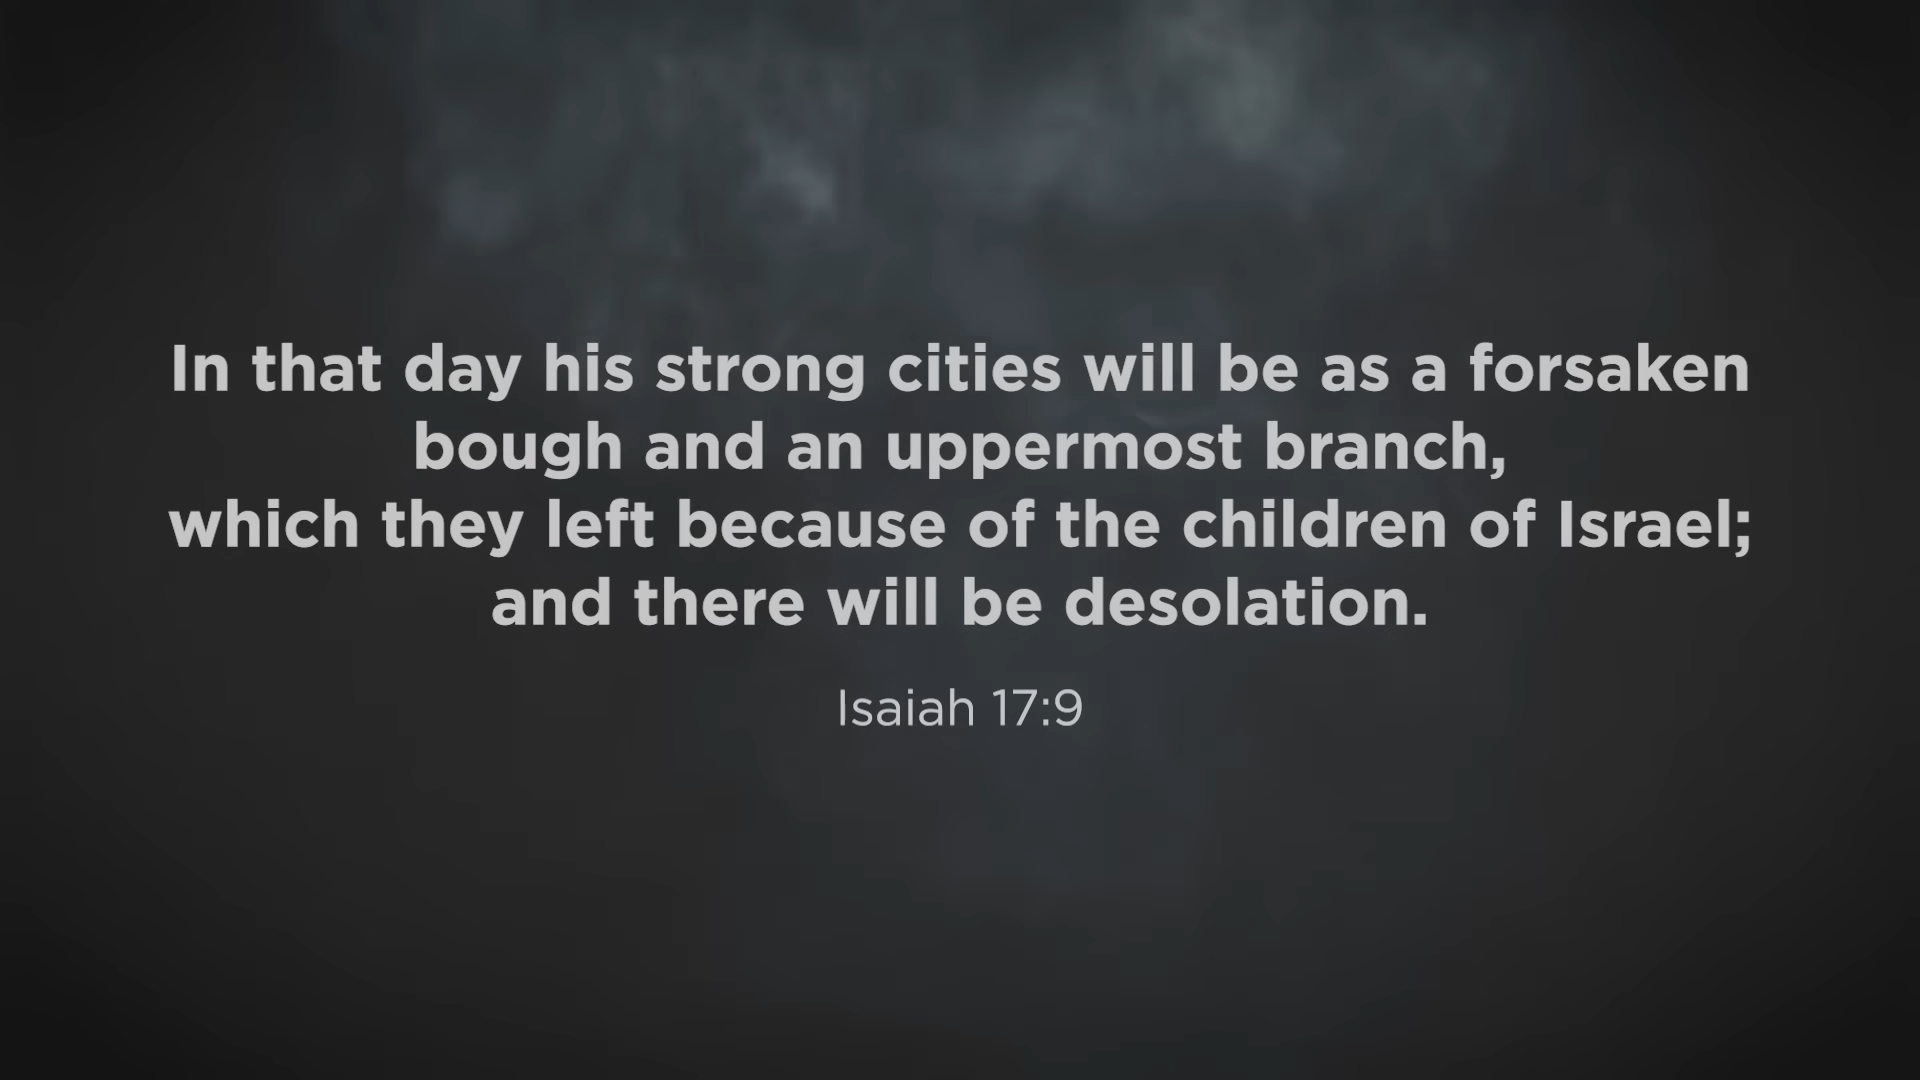 In that day his strong cities will be as a forsaken
bough and an uppermost branch,
which they left because of the children of Israel;
and there will be desolation.
Isaiah 17:9